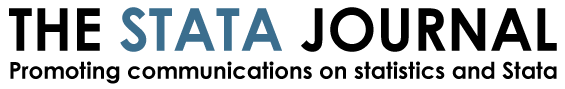 THE STATA JOURNAL
Promoting communications on statistics and Stata